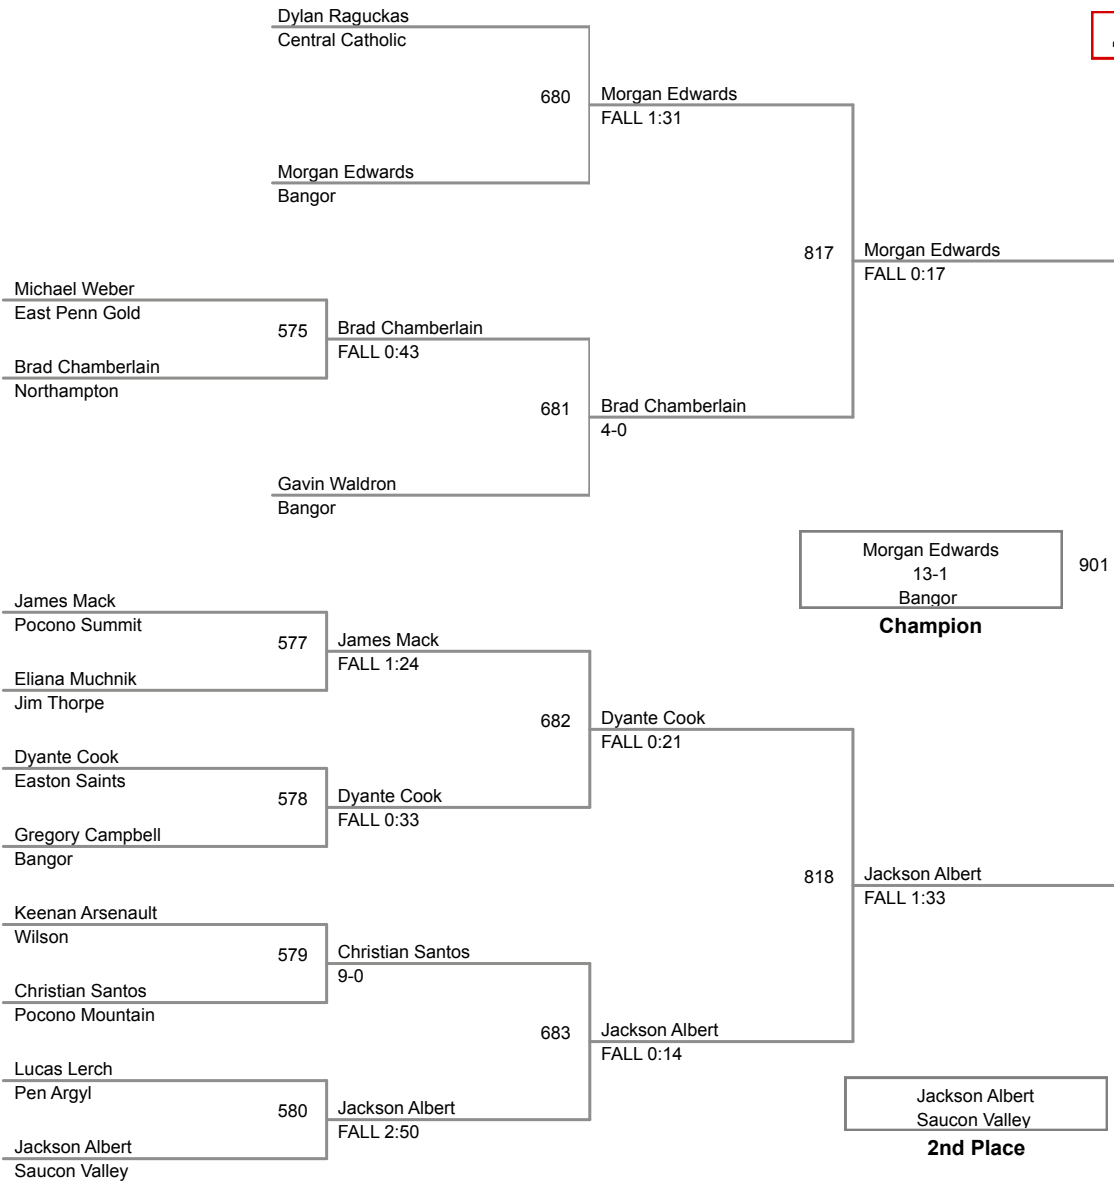 Dylan Raguckas
Central Catholic
680
Morgan Edwards
FALL 1:31
Morgan Edwards
Bangor
817
Morgan Edwards
FALL 0:17
Michael Weber
East Penn Gold
575
Brad Chamberlain
FALL 0:43
Brad Chamberlain
Northampton
681
Brad Chamberlain
4-0
Gavin Waldron
Bangor
Morgan Edwards
13-1
Bangor
901
Champion
James Mack
Pocono Summit
577
James Mack
FALL 1:24
Eliana Muchnik
Jim Thorpe
682
Dyante Cook
FALL 0:21
Dyante Cook
Easton Saints
578
Dyante Cook
FALL 0:33
Gregory Campbell
Bangor
818
Jackson Albert
FALL 1:33
Keenan Arsenault
Wilson
579
Christian Santos
9-0
Christian Santos
Pocono Mountain
683
Jackson Albert
FALL 0:14
Lucas Lerch
Pen Argyl
580
Jackson Albert
FALL 2:50
Jackson Albert
Saucon Valley
Jackson Albert
Saucon Valley
2nd Place